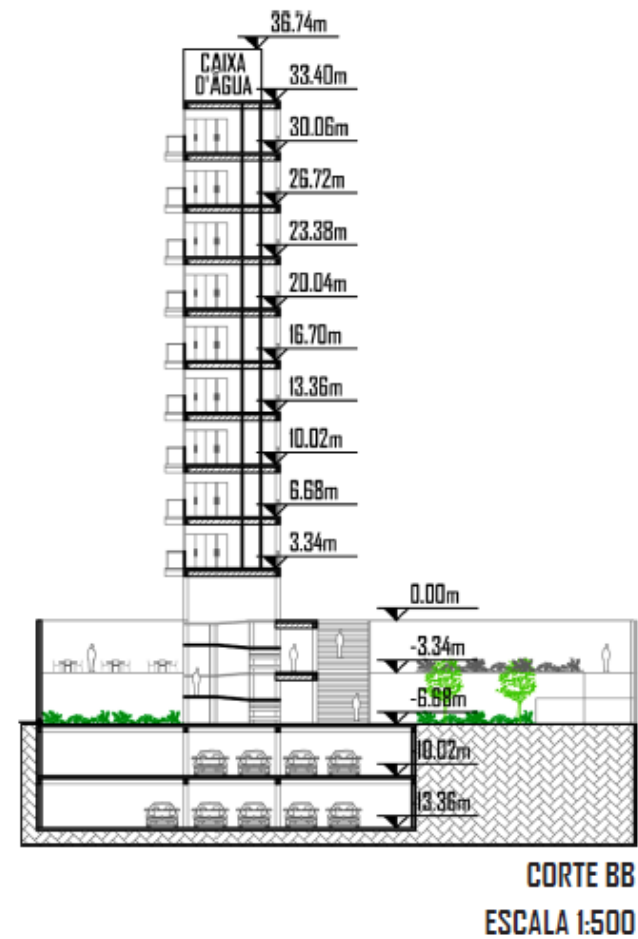 36.74m
CAIXA
D'ÁGUA
33.40m
30.06m
26.72m
23.38m
20.04m
16.70m
13.36m
10.02m
6.68m
3.34m
0.00m
-3.34m
-6.68m
-10.02m
-13.36m
CORTE BB
ESCALA 1:500